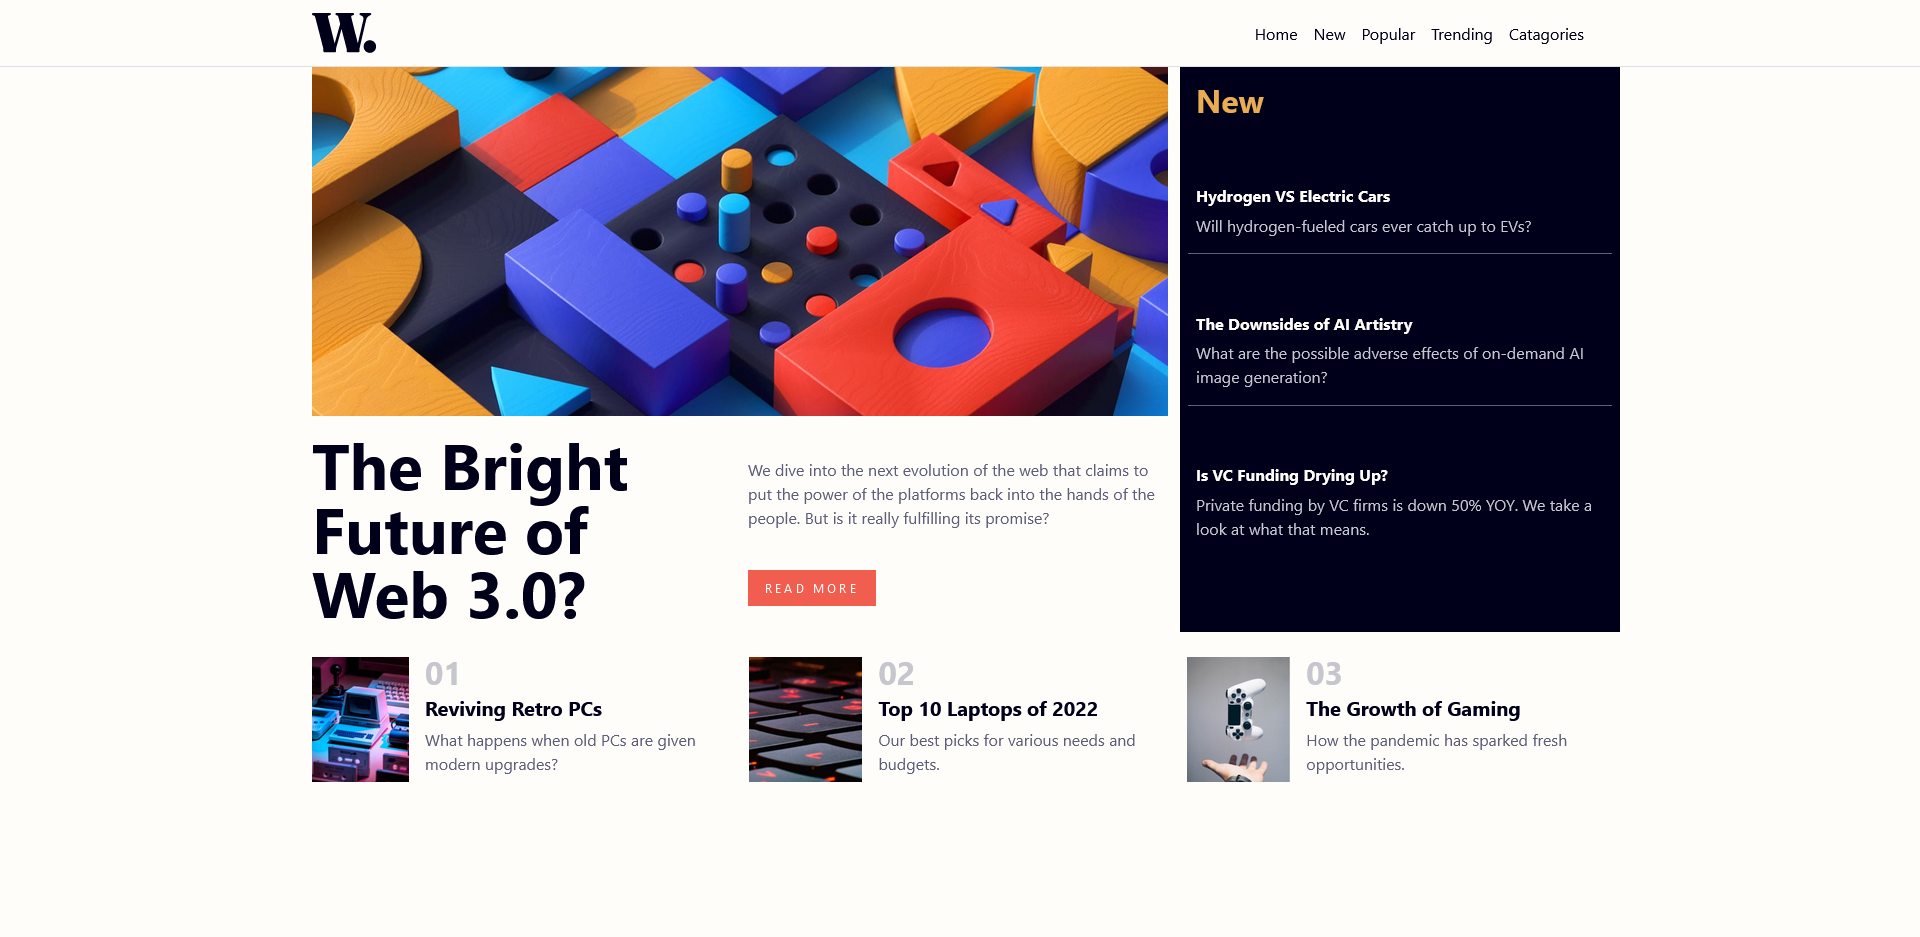 W.
Home New Popular Trending Catagories
New
Hydrogen VS Electric Cars
Will hydrogen-fueled cars ever catch up to EVs?
The Downsides of AI Artistry
What are the possible adverse effects of on-demand AI
image generation?
Is VC Funding Drying Up?
Private funding by VC firms is down 50% YOY. We take a
look at what that means.
The Bright
Future of
Web 3.0?
We dive into the next evolution of the web that claims to
put the power of the platforms back into the hands of the
people. But is it really fulfilling its promise?
READ MORE
01
Reviving Retro PCs
What happens when old PCs are given
modern upgrades?
02
Top 10 Laptops of 2022
Our best picks for various needs and
budgets.
03
The Growth of Gaming
How the pandemic has sparked fresh
opportunities.